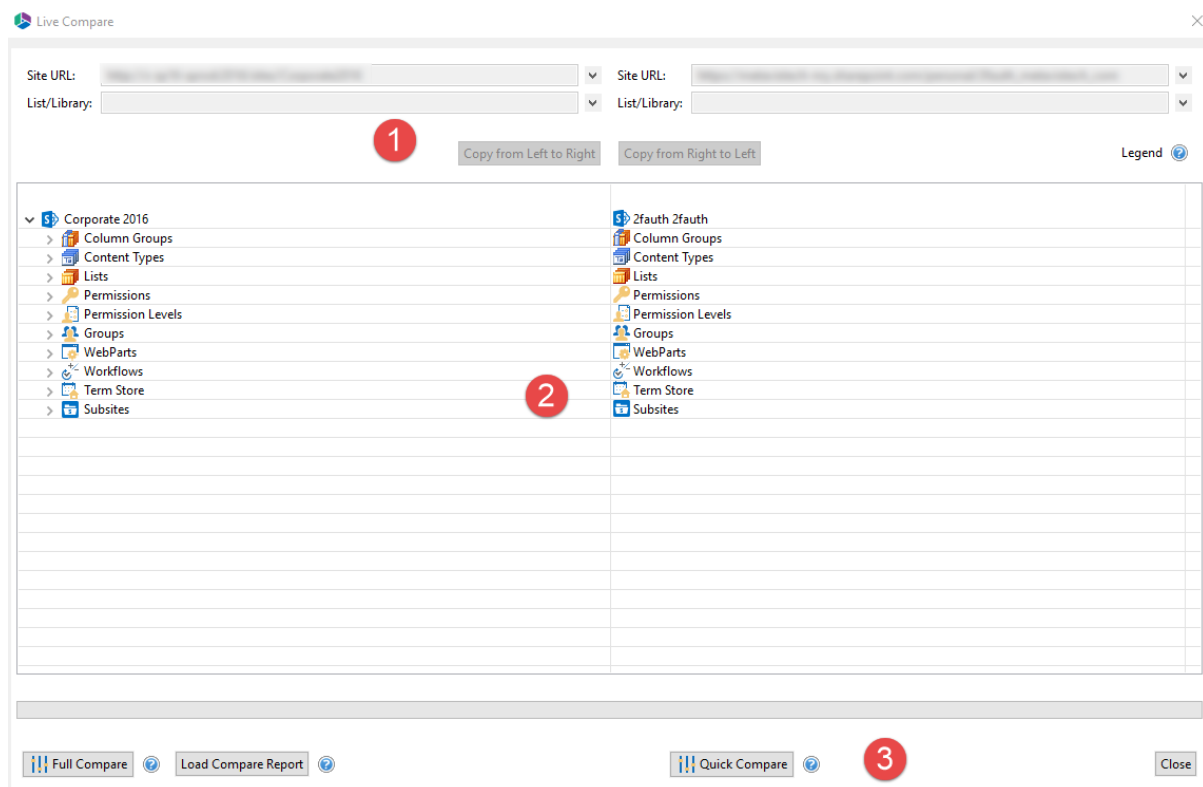 Live Compare
Site URL: Site URL:
List/Library: List/Library:
1
Copy from Left to Right Copy from Right to Left Legend
Corporate 2016 2fauth 2fauth
Column Groups Column Groups
Content Types Content Types
Lists Lists
Permissions Permissions
Permission Levels Permission Levels
Groups Groups
WebParts WebParts
Workflows Workflows
Term Store Term Store
2
Subsites Subsites
Full Compare Load Compare Report Quick Compare 3 Close